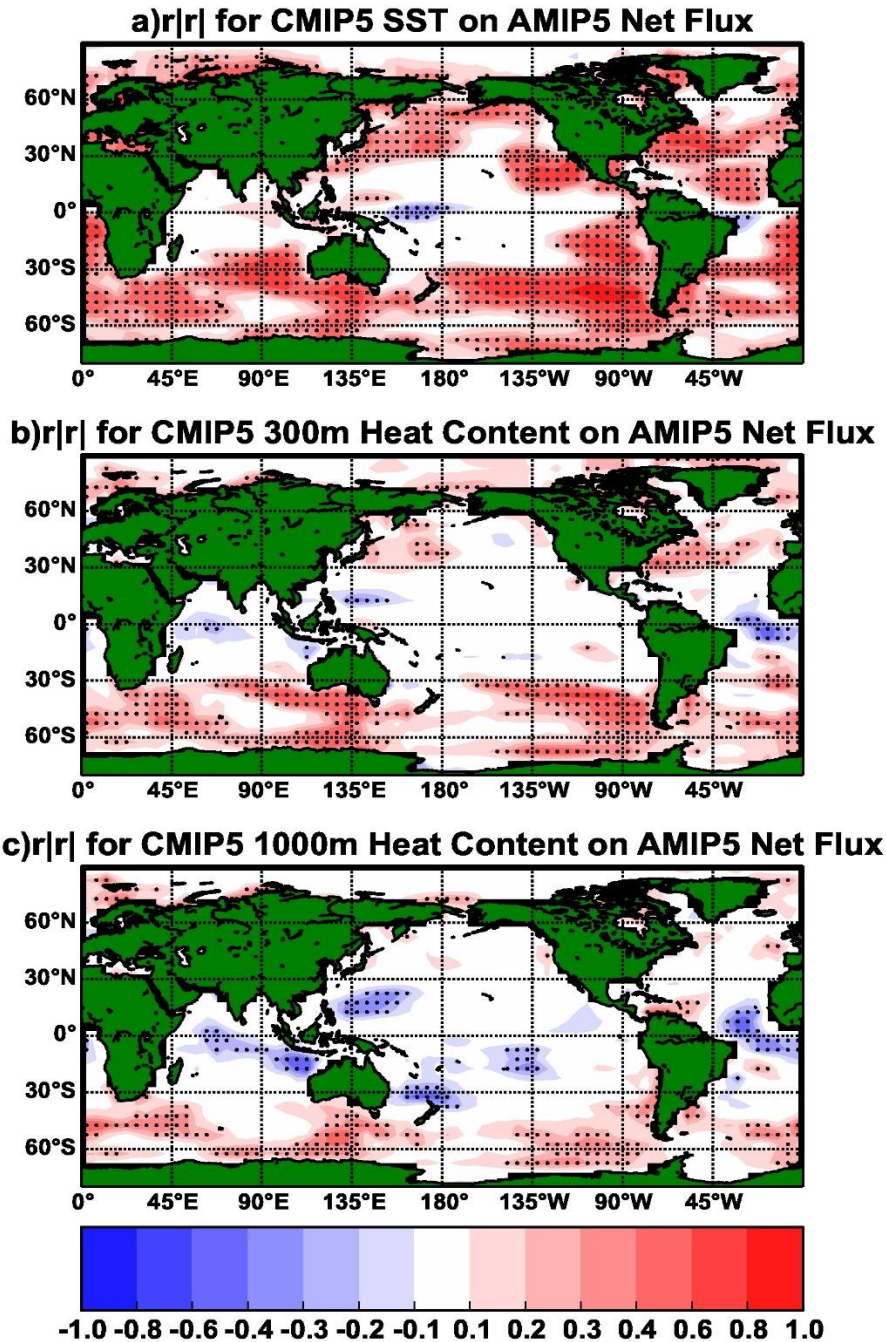 a)r|r| for CMIP5 SST on AMIP5 Net Flux
60°N
30°N
0°
30°S
60°S
0° 45°E 90°E 135°E 180° 135°W 90°W 45°W
b)r|r| for CMIP5 300m Heat Content on AMIP5 Net Flux
60°N
30°N
0°
30°S
60°S
0° 45°E 90°E 135°E 180° 135°W 90°W 45°W
c)r|r| for CMIP5 1000m Heat Content on AMIP5 Net Flux
60°N
30°N
0°
30°S
60°S
0° 45°E 90°E 135°E 180° 135°W 90°W 45°W
-1.0 -0.8 -0.6 -0.4 -0.3 -0.2 -0.1 0.1 0.2 0.3 0.4 0.6 0.8 1.0